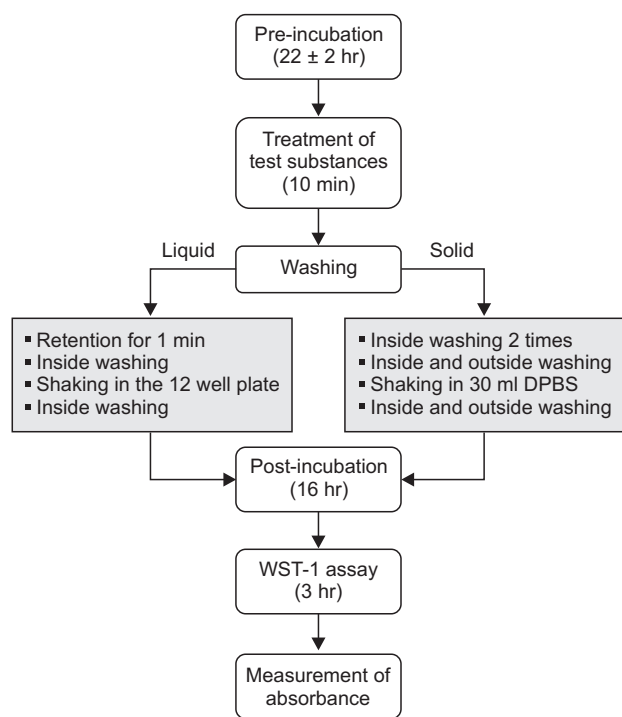 Pre-incubation
(22 ± 2 hr)
Treatment of
test substances
(10 min)
Liquid
Washing
Solid
▪ Retention for 1 min
▪ Inside washing
▪ Shaking in the 12 well plate
▪ Inside washing
▪ Inside washing 2 times
▪ Inside and outside washing
▪ Shaking in 30 ml DPBS
▪ Inside and outside washing
Post-incubation
(16 hr)
WST-1 assay
(3 hr)
Measurement of
absorbance